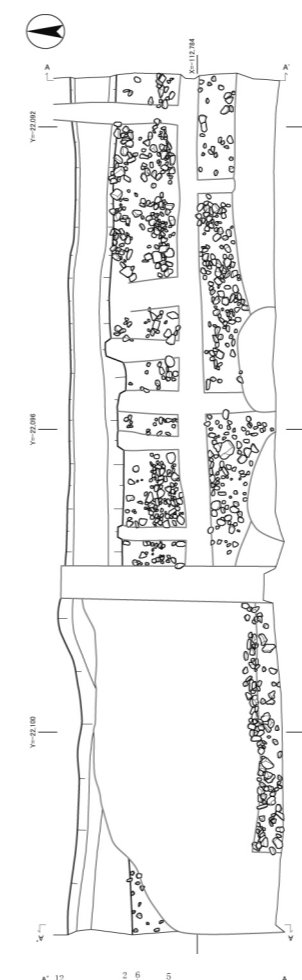 X=-112,784
A
A'
Y=-22,092
Y=-22,096
Y=-22,100
A
A'
A' 12 2 6 5